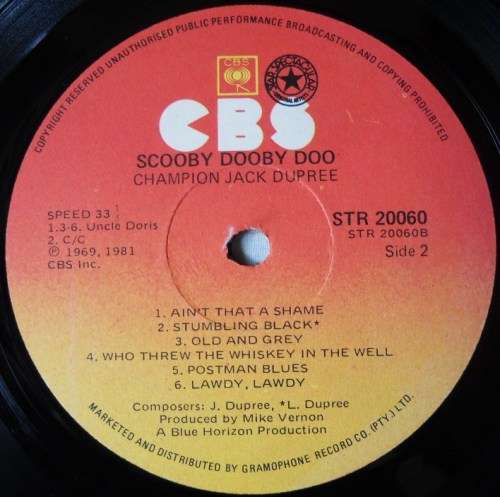 COPYRIGHT RESERVED UNAUTHORISED PUBLIC PERFORMANCE BROADCASTING AND COPYING PROHIBITED
CBS
STAR SPECTACULAR
ORIGINAL ARTISTS
CBS
SCOOBY DOOBY DOO
CHAMPION JACK DUPREE
SPEED 33
1.3-6. Uncle Doris
2. C/C
℗ 1969, 1981
CBS Inc.
STR 20060
STR 20060B
Side 2
1. AIN'T THAT A SHAME
2. STUMBLING BLACK*
3. OLD AND GREY
4. WHO THREW THE WHISKEY IN THE WELL
5. POSTMAN BLUES
6. LAWDY, LAWDY
Composers: J. Dupree, *L. Dupree
Produced by Mike Vernon
A Blue Horizon Production
MARKETED AND DISTRIBUTED BY GRAMOPHONE RECORD CO. (PTY.) LTD.